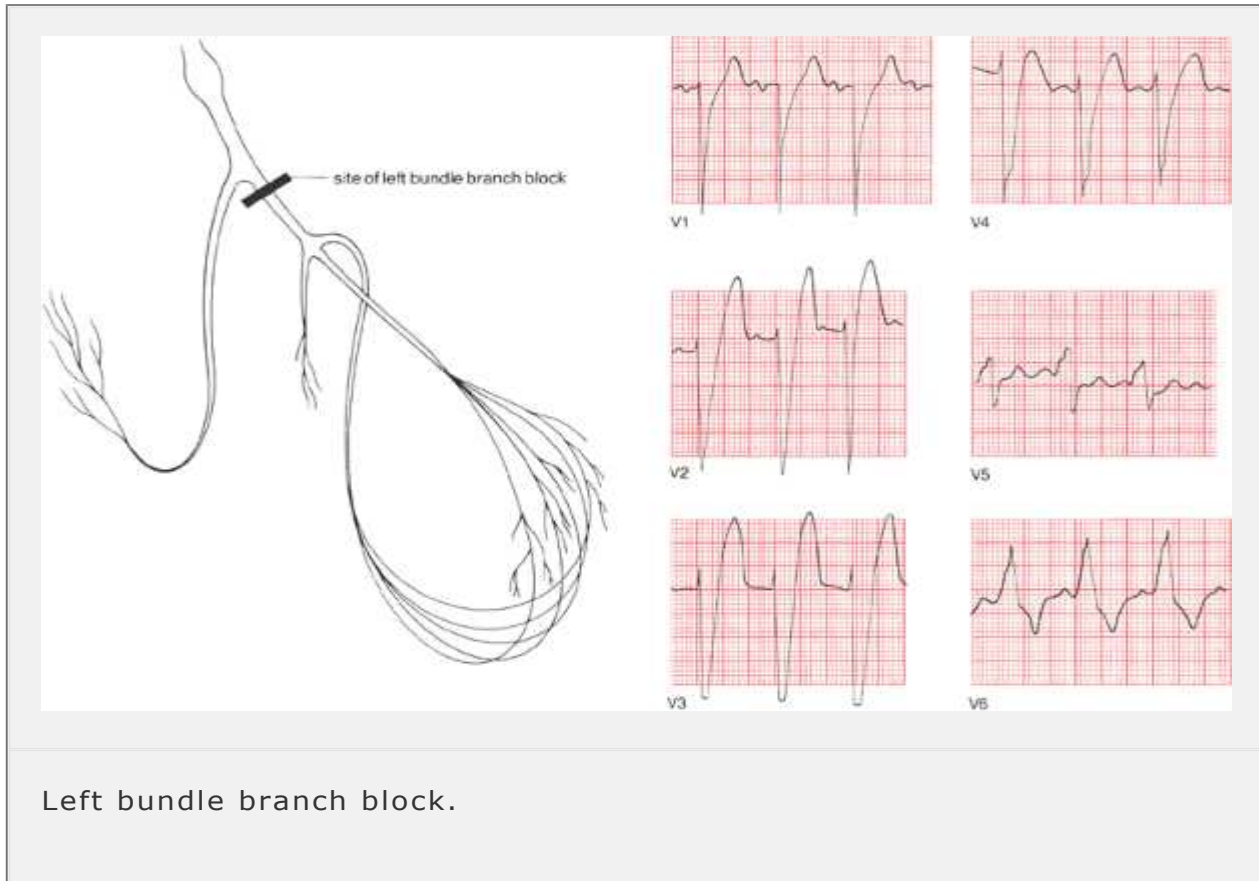 site of left bundle branch block
V1
V4
V2
V5
V3
V6
Left bundle branch block.